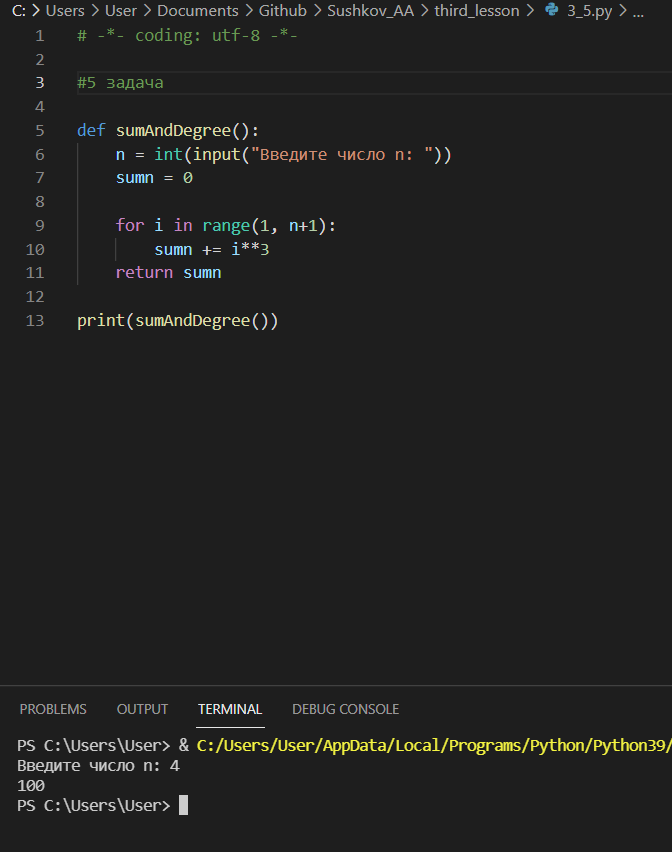 C: > Users > User > Documents > Github > Sushkov_AA > third_lesson > 3_5.py > ...
1 # -*- coding: utf-8 -*-
2
3 #5 задача
4
5 def sumAndDegree():
6 n = int(input("Введите число n: "))
7 sumn = 0
8
9 for i in range(1, n+1):
10 sumn += i**3
11 return sumn
12
13 print(sumAndDegree())
PROBLEMS OUTPUT TERMINAL DEBUG CONSOLE
PS C:\Users\User> & C:/Users/User/AppData/Local/Programs/Python/Python39/
Введите число n: 4
100
PS C:\Users\User>